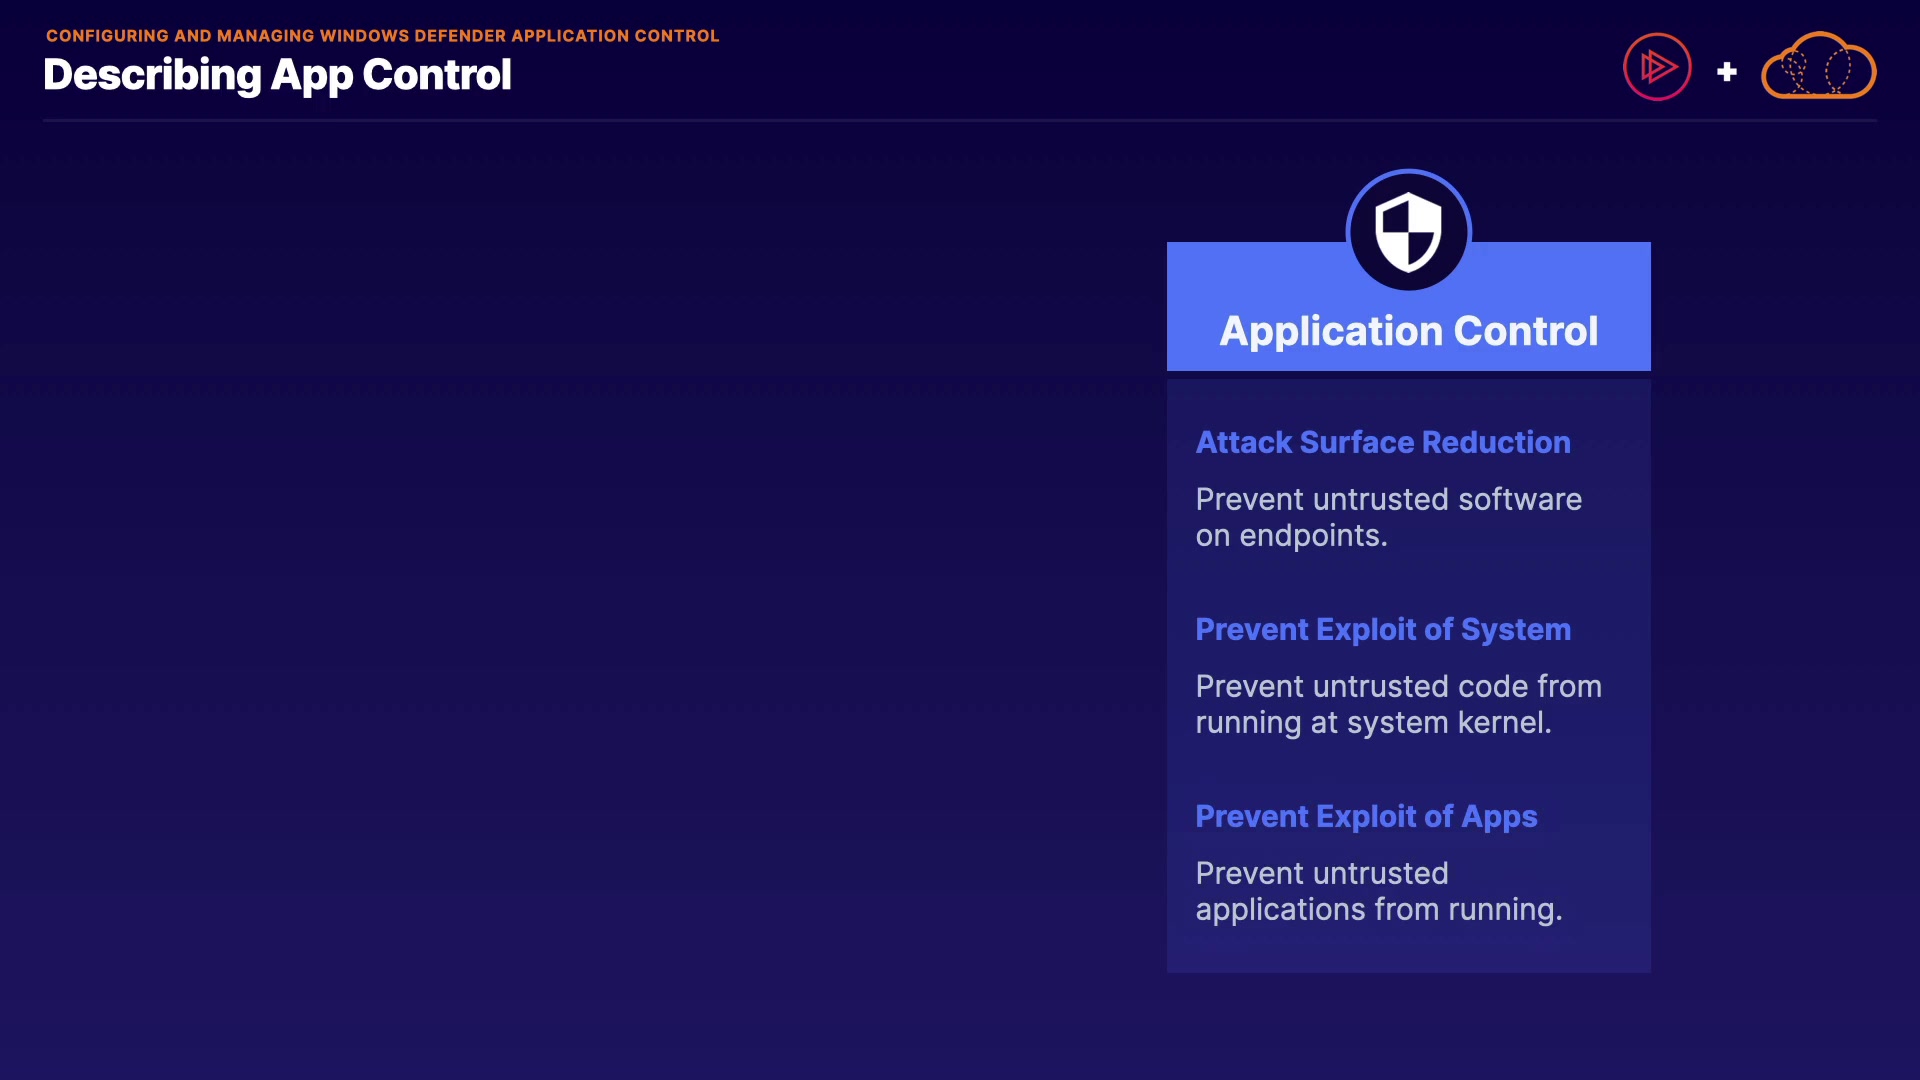 CONFIGURING AND MANAGING WINDOWS DEFENDER APPLICATION CONTROL
Describing App Control
+
Application Control
Attack Surface Reduction
Prevent untrusted software
on endpoints.
Prevent Exploit of System
Prevent untrusted code from
running at system kernel.
Prevent Exploit of Apps
Prevent untrusted
applications from running.